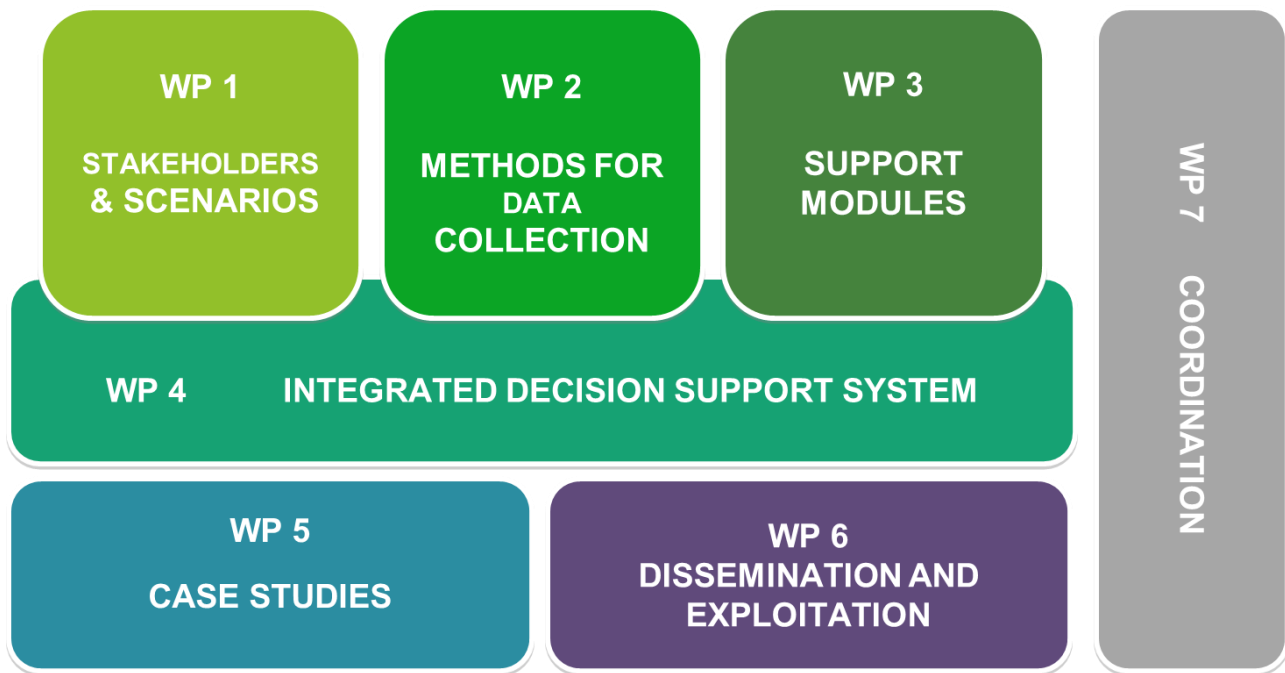 WP 1
STAKEHOLDERS
& SCENARIOS
WP 2
METHODS FOR
DATA
COLLECTION
WP 3
SUPPORT
MODULES
WP 4 INTEGRATED DECISION SUPPORT SYSTEM
WP 5
CASE STUDIES
WP 6
DISSEMINATION AND
EXPLOITATION
WP 7 COORDINATION